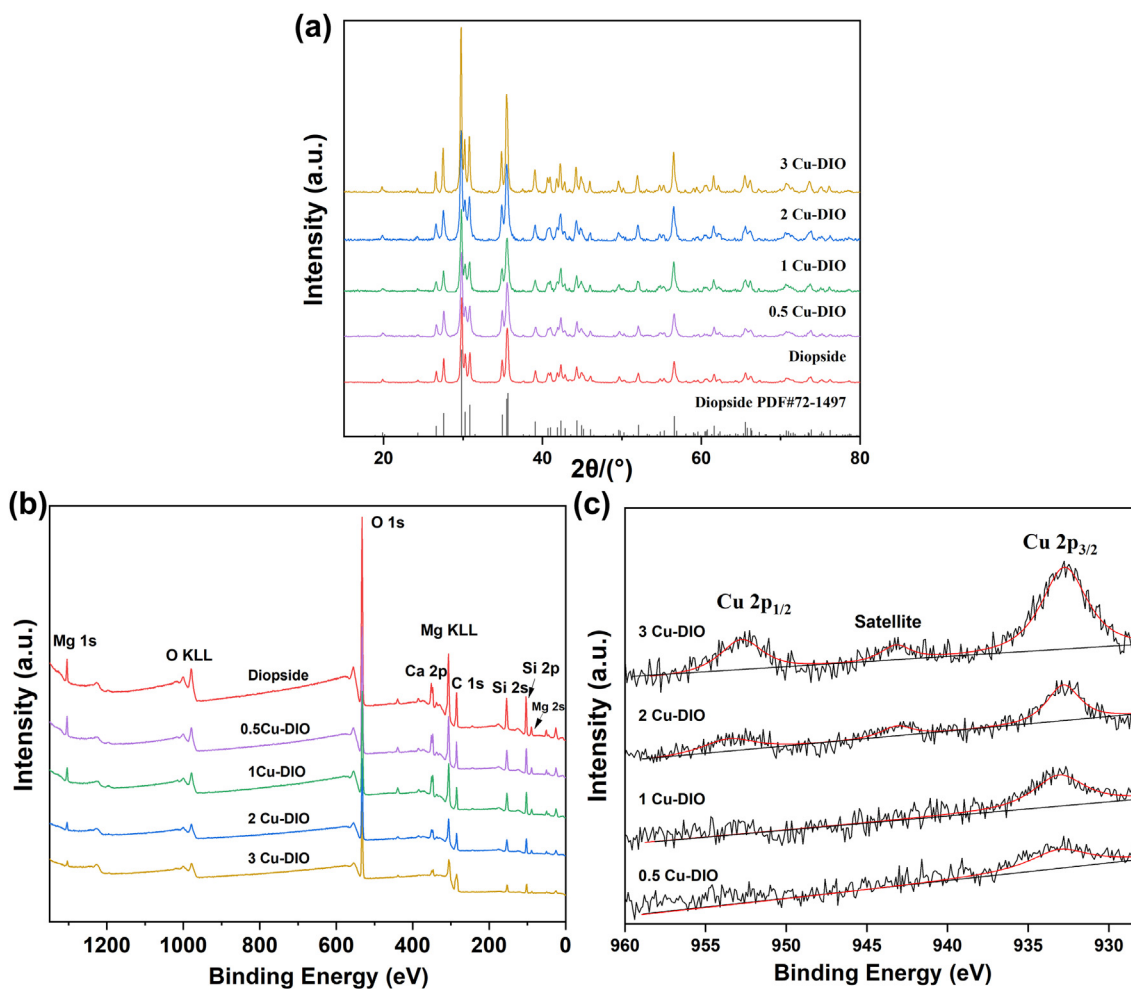 (a)
Intensity (a.u.)
3 Cu-DIO
2 Cu-DIO
1 Cu-DIO
0.5 Cu-DIO
Diopside
Diopside PDF#72-1497
20 40 60 80
2θ/(°)
(b)
Intensity (a.u.)
O 1s
Mg 1s
O KLL
Mg KLL
Diopside
Ca 2p
C 1s
Si 2s
Si 2p
Mg 2s
0.5Cu-DIO
1Cu-DIO
2 Cu-DIO
3 Cu-DIO
1200 1000 800 600 400 200 0
Binding Energy (eV)
(c)
Intensity (a.u.)
Cu 2p3/2
Cu 2p1/2
Satellite
3 Cu-DIO
2 Cu-DIO
1 Cu-DIO
0.5 Cu-DIO
960 955 950 945 940 935 930
Binding Energy (eV)